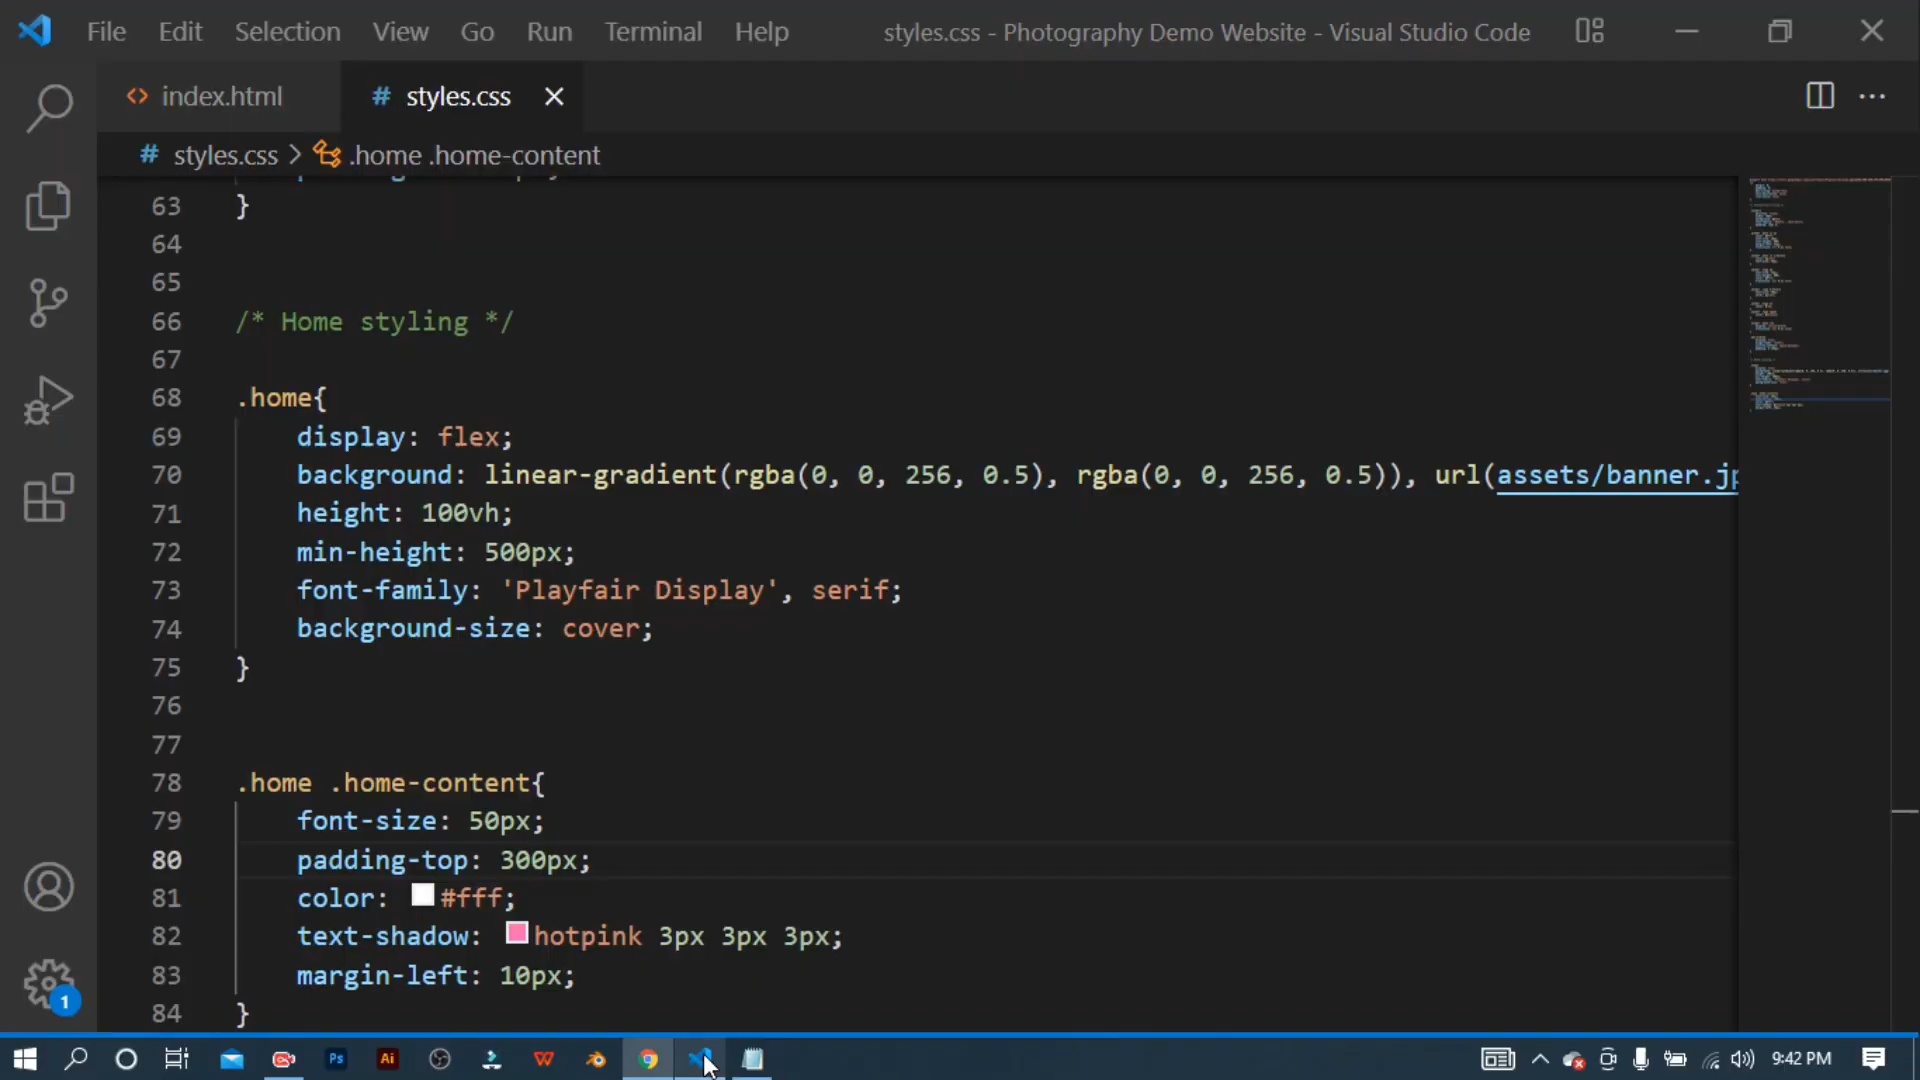 File Edit Selection View Go Run Terminal Help styles.css - Photography Demo Website - Visual Studio Code
index.html # styles.css
# styles.css > .home .home-content
63 }
64
65
66 /* Home styling */
67
68 .home{
69 display: flex;
70 background: linear-gradient(rgba(0, 0, 256, 0.5), rgba(0, 0, 256, 0.5)), url(assets/banner.jp
71 height: 100vh;
72 min-height: 500px;
73 font-family: 'Playfair Display', serif;
74 background-size: cover;
75 }
76
77
78 .home .home-content{
79 font-size: 50px;
80 padding-top: 300px;
81 color: #fff;
82 text-shadow: hotpink 3px 3px 3px;
83 margin-left: 10px;
84 }
1
Ps Ai 9:42 PM